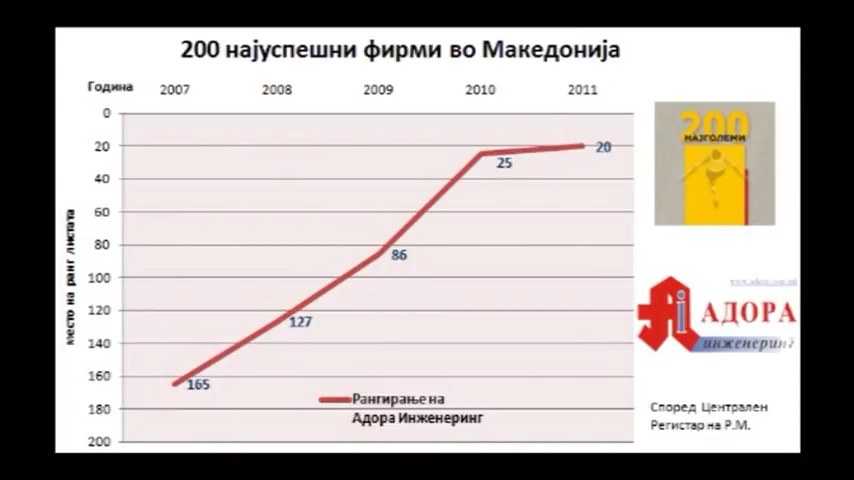 200 најуспешни фирми во Македонија
Година 2007 2008 2009 2010 2011
0
20
40
60
80
100
120
140
160
180
200
место на ранг листата
165
127
86
25
20
Рангирање на
Адора Инженеринг
200
НАЈГОЛЕМИ
АДОРА
инженеринг
Според Централен
Регистар на Р.М.